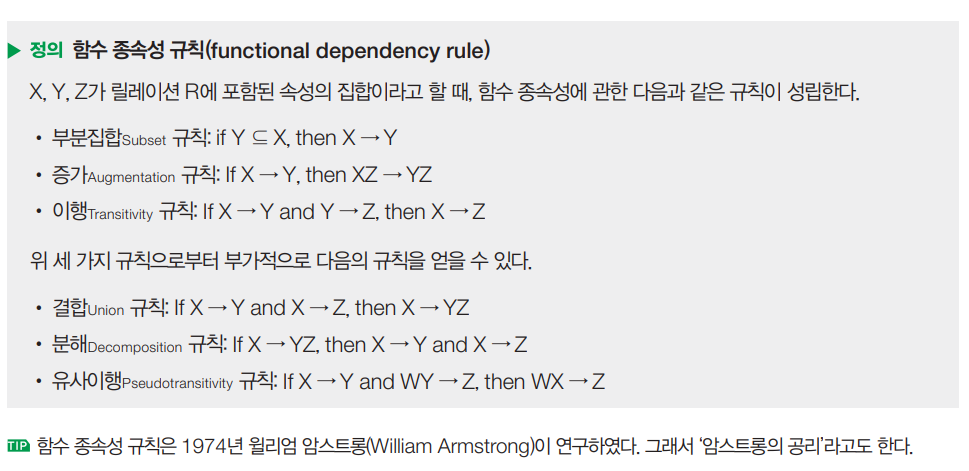 ▶ 정의 함수 종속성 규칙(functional dependency rule)
X, Y, Z가 릴레이션 R에 포함된 속성의 집합이라고 할 때, 함수 종속성에 관한 다음과 같은 규칙이 성립한다.
• 부분집합Subset 규칙: if Y ⊆ X, then X → Y
• 증가Augmentation 규칙: If X → Y, then XZ → YZ
• 이행Transitivity 규칙: If X → Y and Y → Z, then X → Z
위 세 가지 규칙으로부터 부가적으로 다음의 규칙을 얻을 수 있다.
• 결합Union 규칙: If X → Y and X → Z, then X → YZ
• 분해Decomposition 규칙: If X → YZ, then X → Y and X → Z
• 유사이행Pseudotransitivity 규칙: If X → Y and WY → Z, then WX → Z
TIP 함수 종속성 규칙은 1974년 윌리엄 암스트롱(William Armstrong)이 연구하였다. 그래서 ‘암스트롱의 공리’라고도 한다.